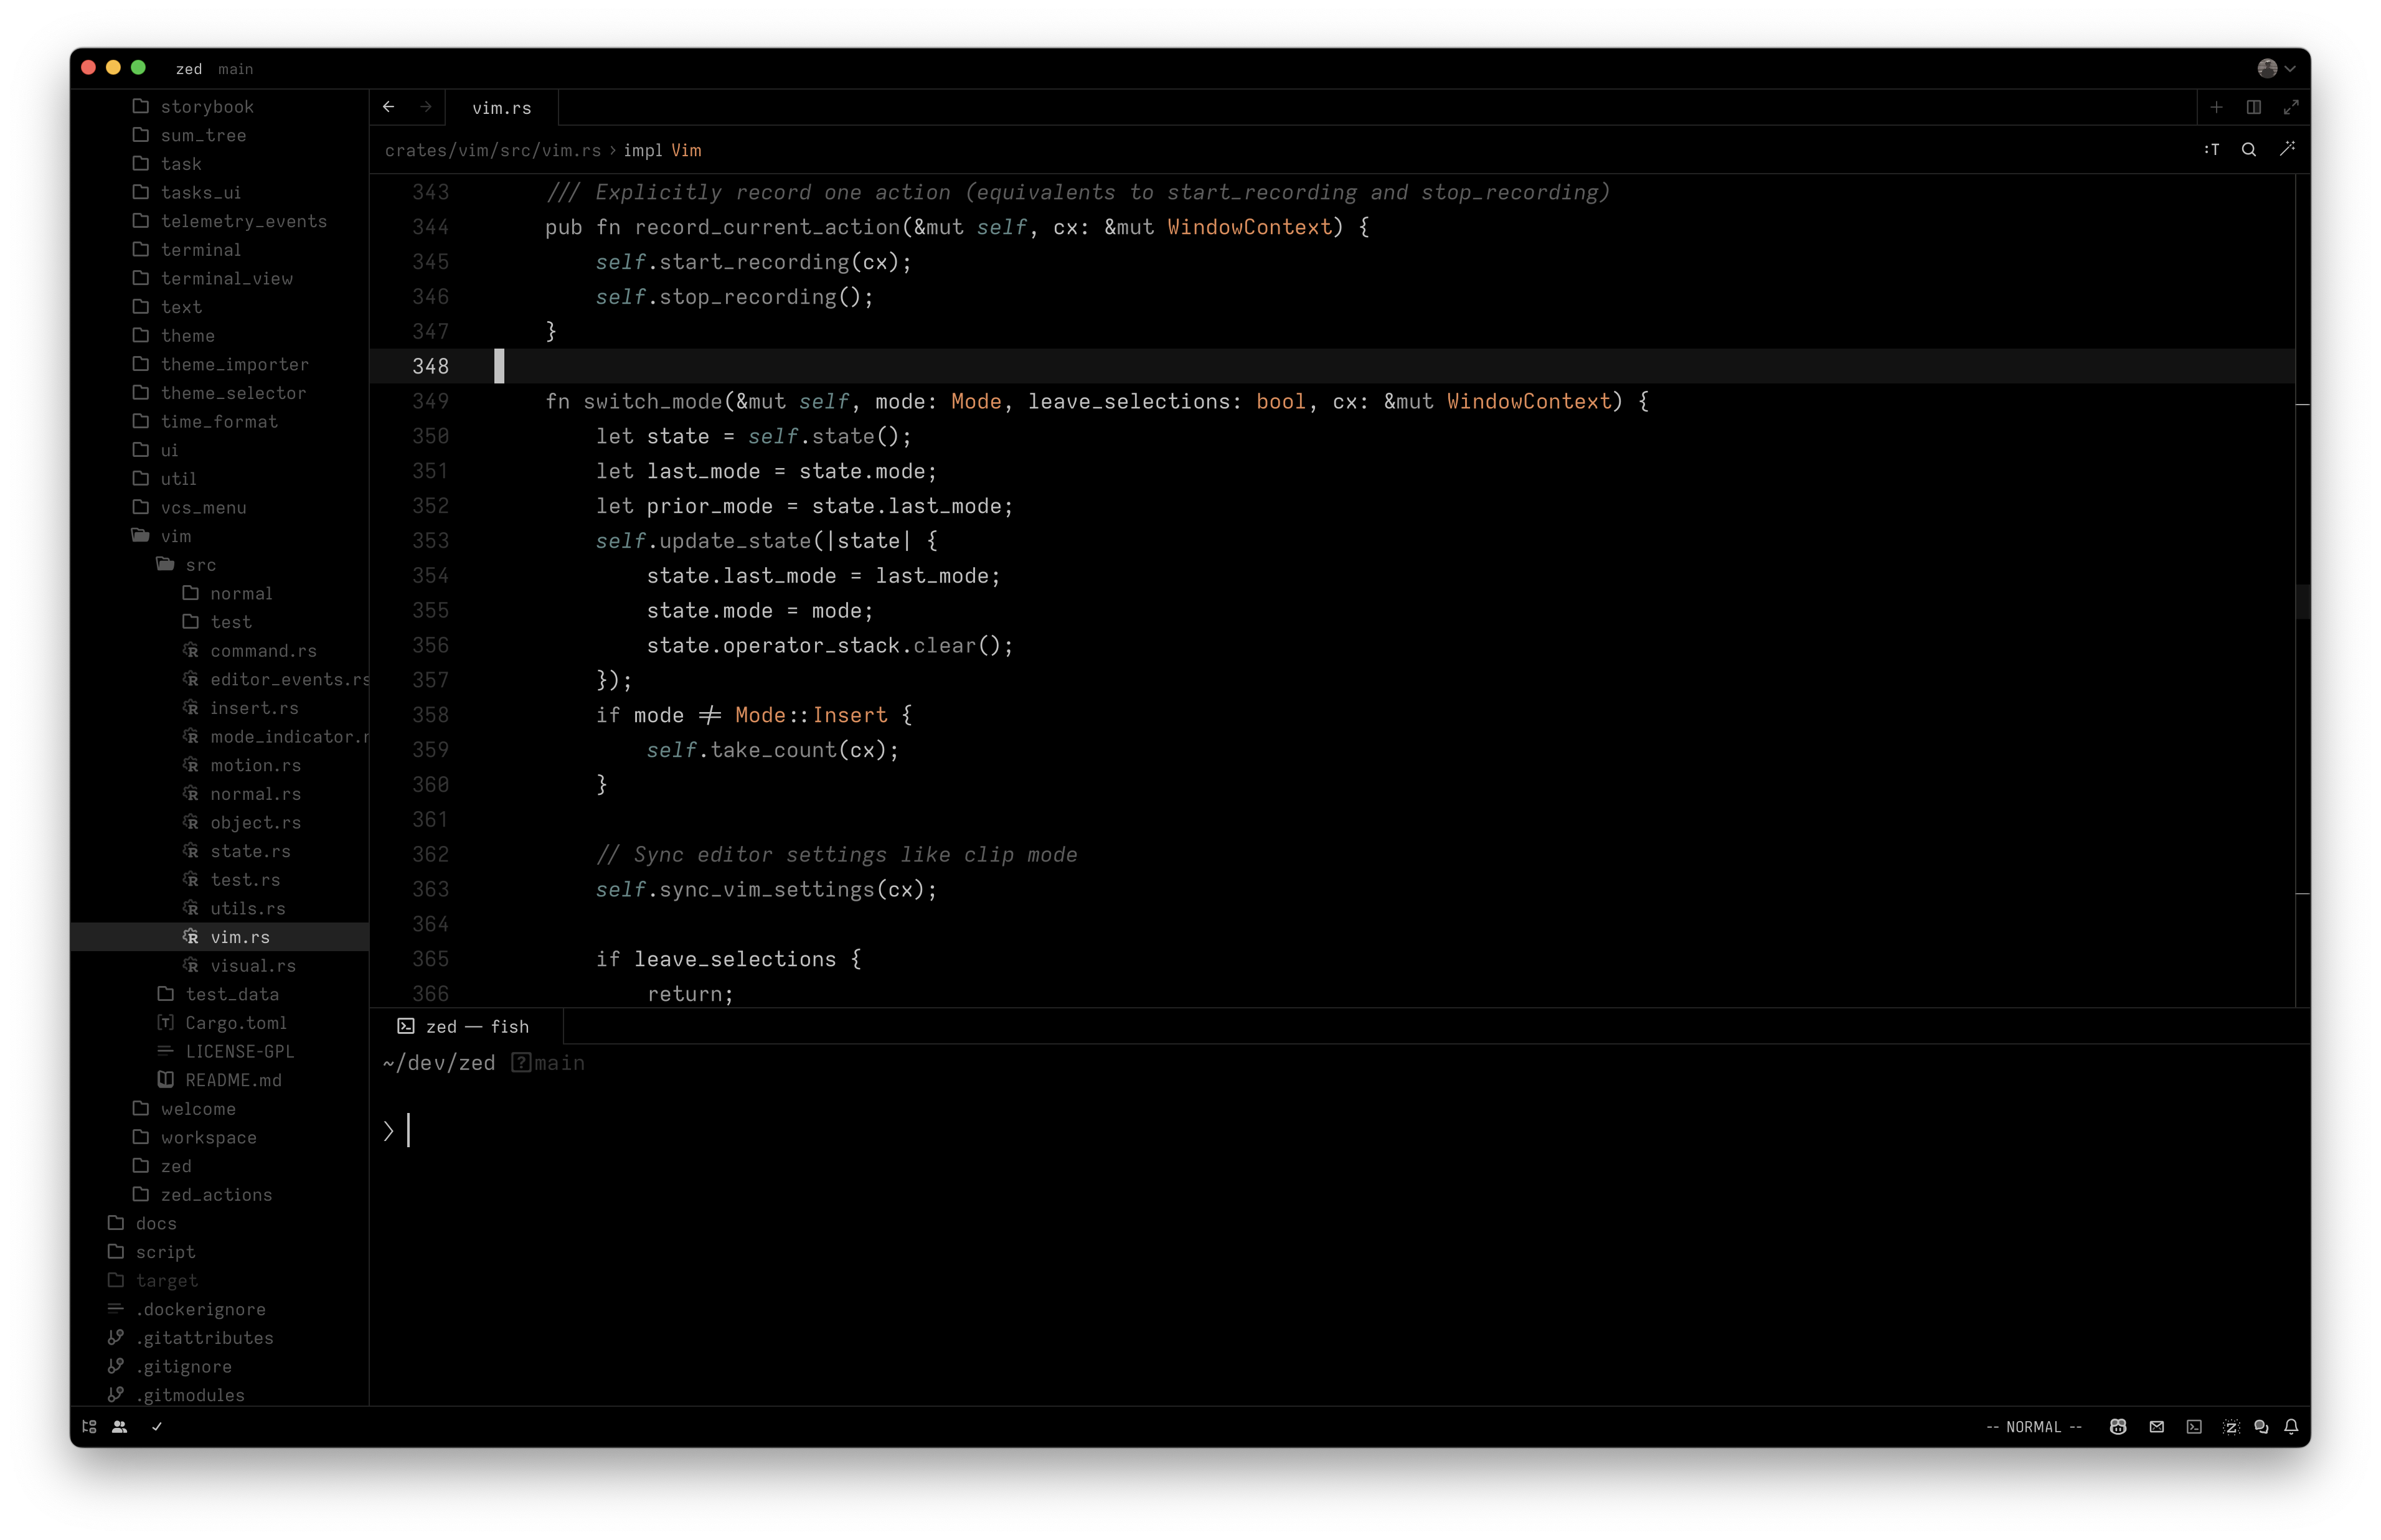 zed main
storybook
sum_tree
task
tasks_ui
telemetry_events
terminal
terminal_view
text
theme
theme_importer
theme_selector
time_format
ui
util
vcs_menu
vim
src
normal
test
command.rs
editor_events.rs
insert.rs
mode_indicator.r
motion.rs
normal.rs
object.rs
state.rs
test.rs
utils.rs
vim.rs
visual.rs
test_data
Cargo.toml
LICENSE-GPL
README.md
welcome
workspace
zed
zed_actions
docs
script
target
.dockerignore
.gitattributes
.gitignore
.gitmodules
vim.rs
crates/vim/src/vim.rs › impl Vim
:T
343 /// Explicitly record one action (equivalents to start_recording and stop_recording)
344 pub fn record_current_action(&mut self, cx: &mut WindowContext) {
345 self.start_recording(cx);
346 self.stop_recording();
347 }
348
349 fn switch_mode(&mut self, mode: Mode, leave_selections: bool, cx: &mut WindowContext) {
350 let state = self.state();
351 let last_mode = state.mode;
352 let prior_mode = state.last_mode;
353 self.update_state(|state| {
354 state.last_mode = last_mode;
355 state.mode = mode;
356 state.operator_stack.clear();
357 });
358 if mode ≠ Mode::Insert {
359 self.take_count(cx);
360 }
361
362 // Sync editor settings like clip mode
363 self.sync_vim_settings(cx);
364
365 if leave_selections {
366 return;
zed — fish
~/dev/zed main
❯
-- NORMAL --